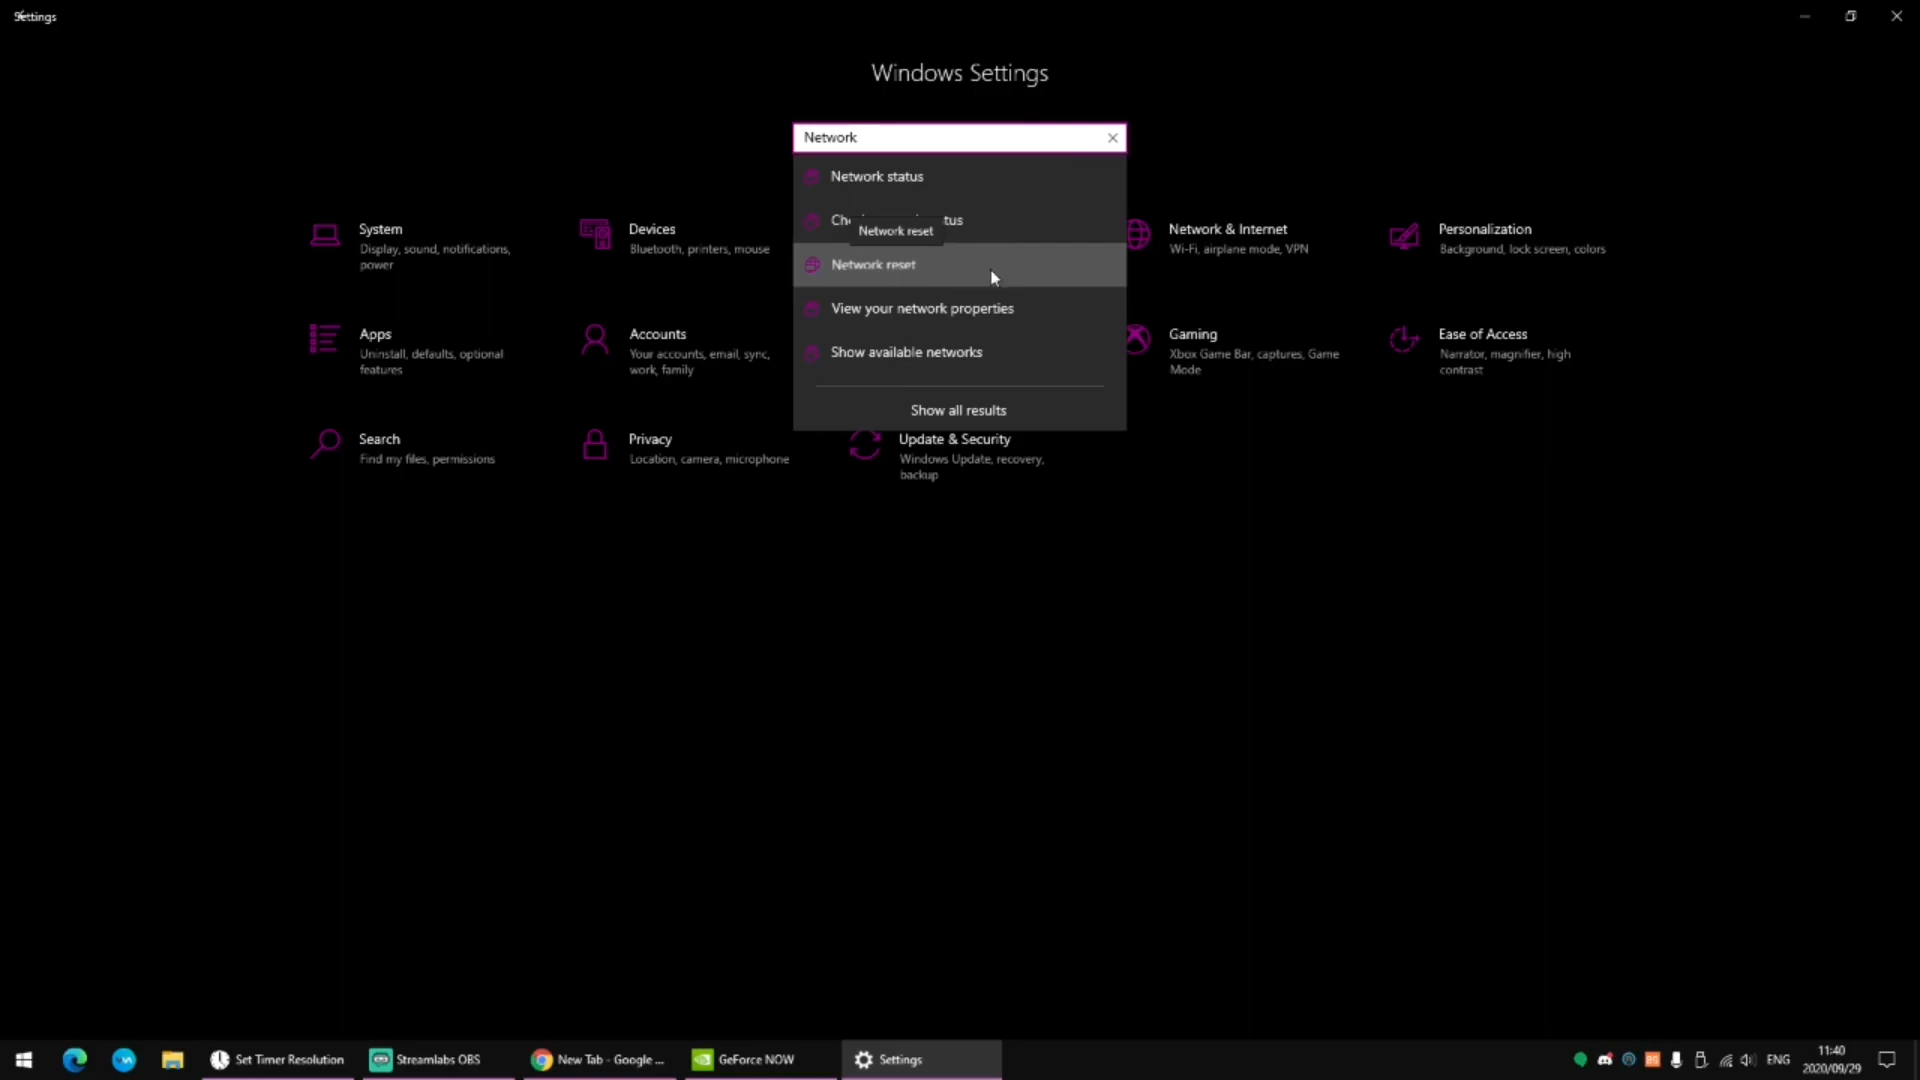 Settings
Windows Settings
Network
Network status
Network reset
Network reset
View your network properties
Show available networks
Show all results
System
Display, sound, notifications,
power
Devices
Bluetooth, printers, mouse
Network & Internet
Wi-Fi, airplane mode, VPN
Personalization
Background, lock screen, colors
Apps
Uninstall, defaults, optional
features
Accounts
Your accounts, email, sync,
work, family
Gaming
Xbox Game Bar, captures, Game
Mode
Ease of Access
Narrator, magnifier, high
contrast
Search
Find my files, permissions
Privacy
Location, camera, microphone
Update & Security
Windows Update, recovery,
backup
Set Timer Resolution
Streamlabs OBS
New Tab - Google ...
GeForce NOW
Settings
ENG
11:40
2020/09/29